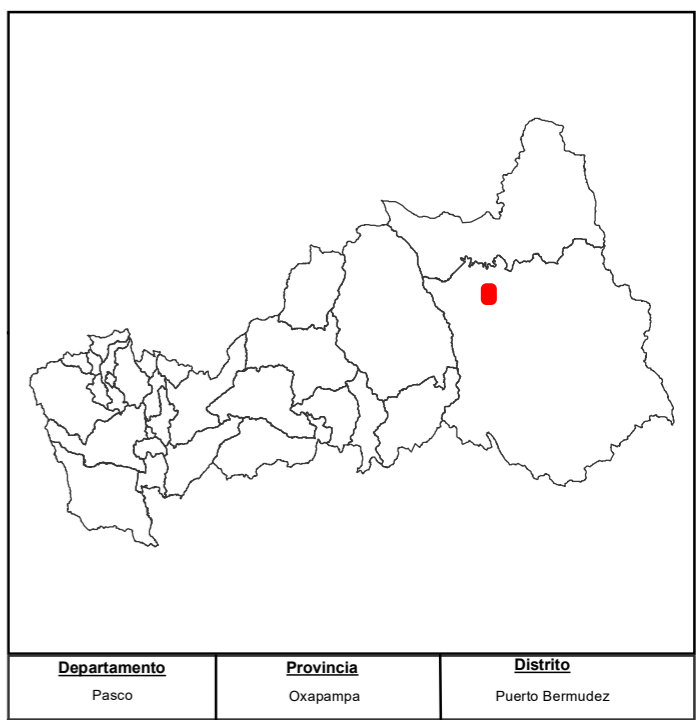 Departamento
Provincia
Distrito
Pasco
Oxapampa
Puerto Bermudez